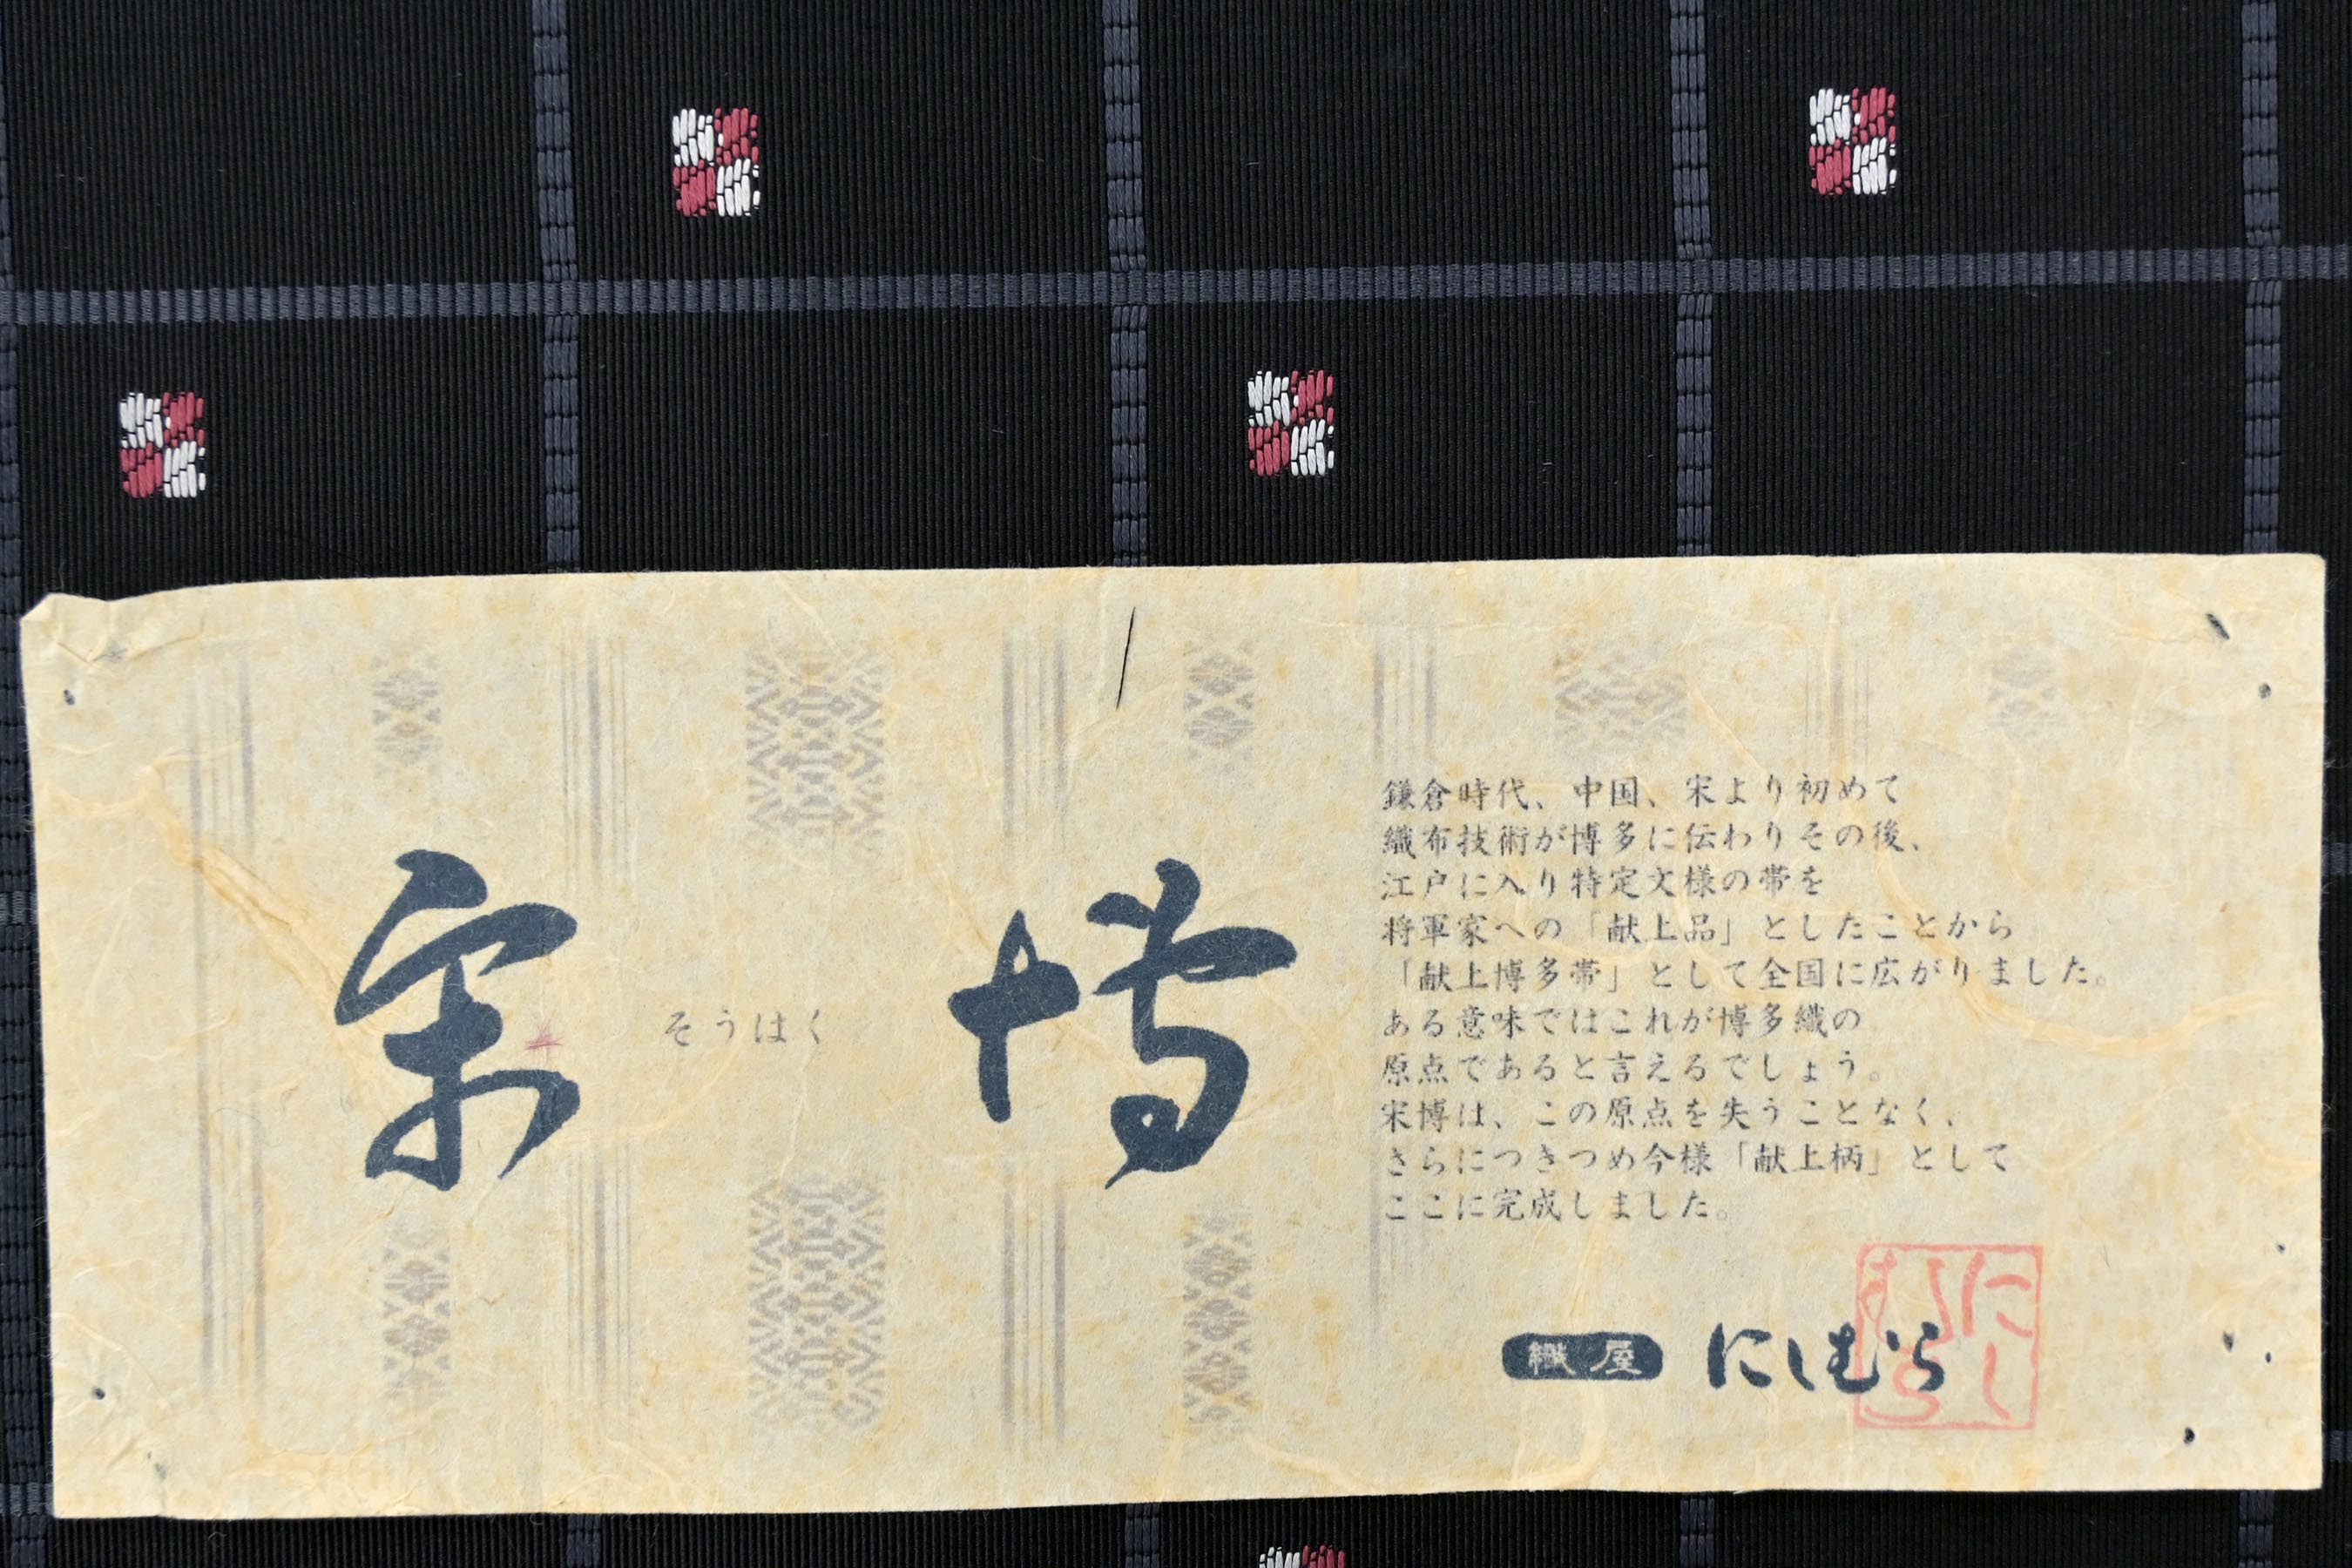 宋博
そうはく
鎌倉時代、中国、宋より初めて
織布技術が博多に伝わりその後、
江戸に入り特定文様の帯を
将軍家への「献上品」としたことから
「献上博多帯」として全国に広がりました。
ある意味ではこれが博多織の
原点であると言えるでしょう。
宋博は、この原点を失うことなく、
さらにつきつめ今様「献上柄」として
ここに完成しました。
織屋 にしむら
にしむら